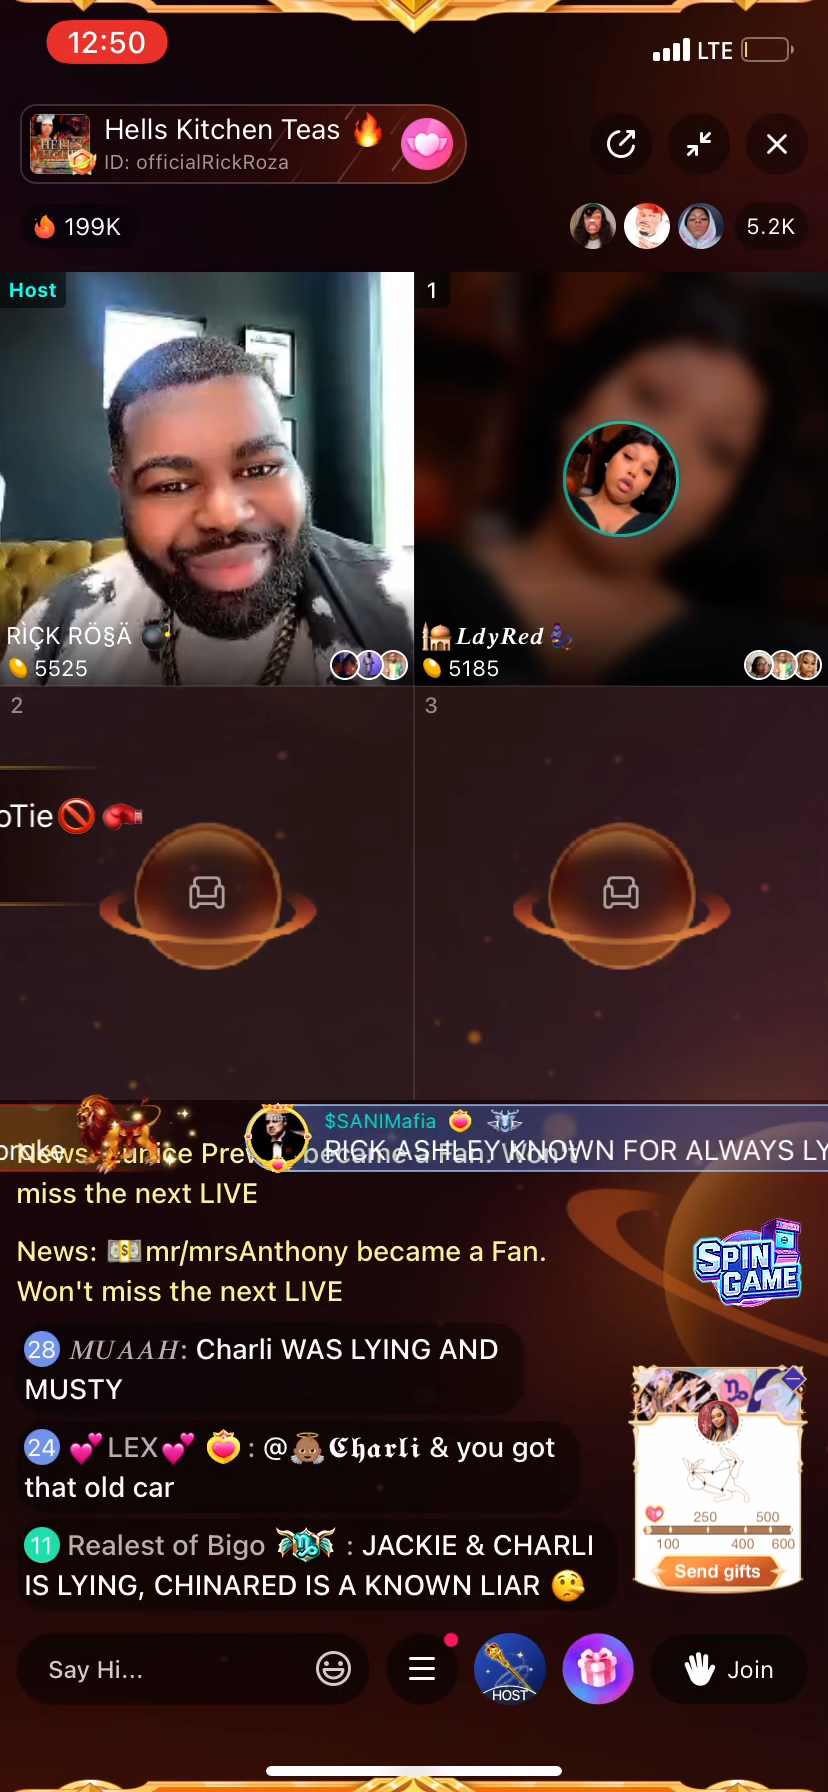 12:50
LTE
Hells Kitchen Teas 🔥
ID: officialRickRoza
199K
5.2K
Host
1
RÌÇK RÖ§Ä 💣
5525
🕌𝑳𝒅𝒚𝑹𝒆𝒅🧞‍♂️
5185
2
3
oTie🚫🥊
$SANIMafia
RICK ASHLEY KNOWN FOR ALWAYS LY
became a Fan. Won't
miss the next LIVE
News: 💵mr/mrsAnthony became a Fan.
Won't miss the next LIVE
28 𝑀𝑈𝐴𝐴𝐻: Charli WAS LYING AND
MUSTY
24 💕LEX💕 : @👼🏽𝕮𝖍𝖆𝖗𝖑𝖎 & you got
that old car
11 Realest of Bigo : JACKIE & CHARLI
IS LYING, CHINARED IS A KNOWN LIAR 🤥
SPIN
GAME
250 500
100 400 600
Send gifts
Say Hi...
HOST
Join